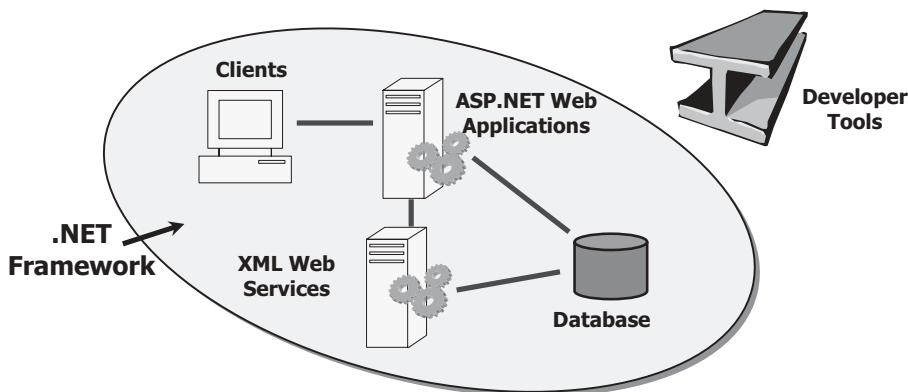 Clients
ASP.NET Web
Applications
Developer
Tools
.NET
Framework
XML Web
Services
Database